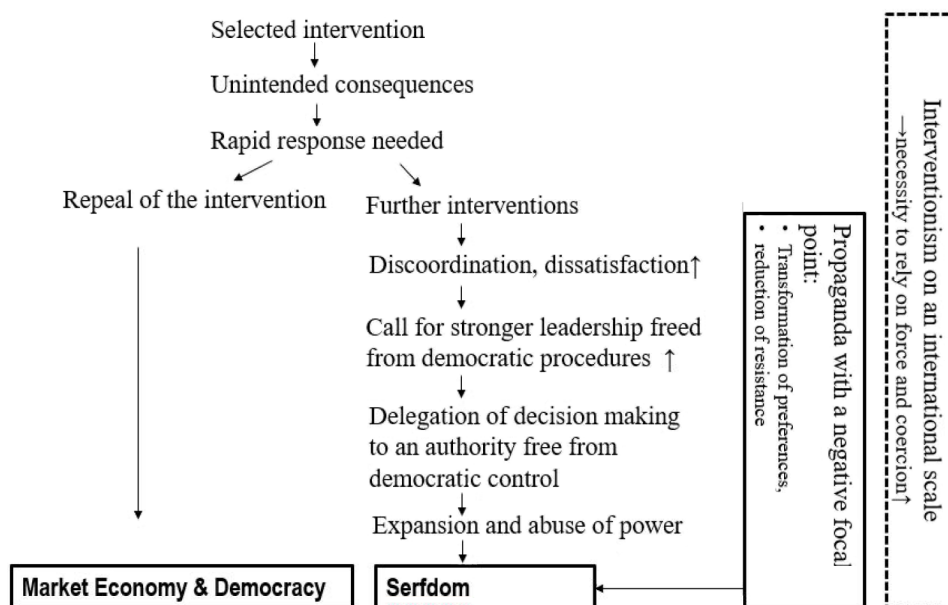 Selected intervention
Unintended consequences
Rapid response needed
Repeal of the intervention
Further interventions
Discoordination, dissatisfaction↑
Call for stronger leadership freed
from democratic procedures ↑
Delegation of decision making
to an authority free from
democratic control
Expansion and abuse of power
Market Economy & Democracy
Serfdom
Propaganda with a negative focal
point:
• Transformation of preferences,
• reduction of resistance
Interventionism on an international scale
→necessity to rely on force and coercion↑